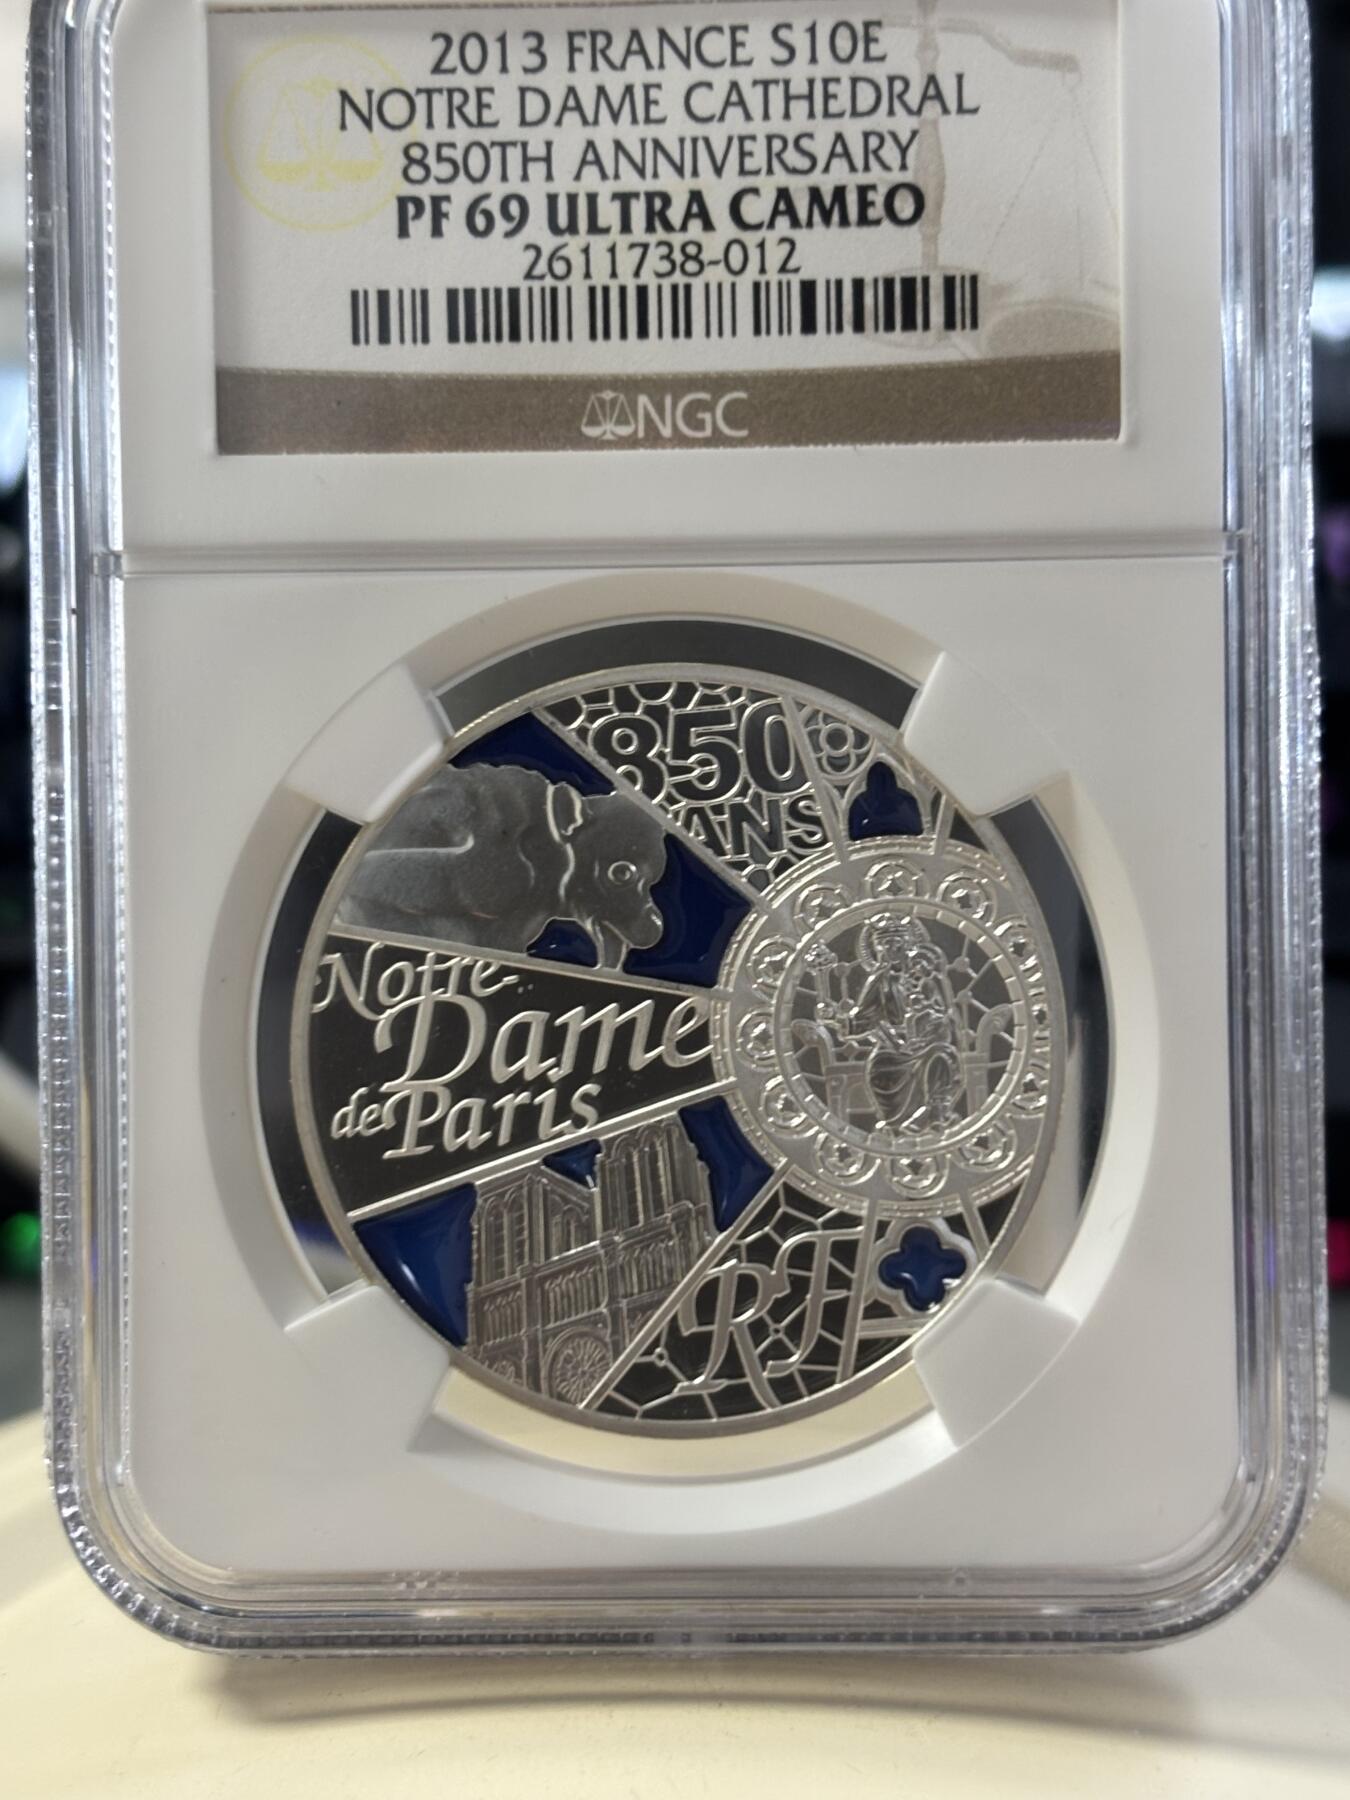 2013 FRANCE S10E
NOTRE DAME CATHEDRAL
850TH ANNIVERSARY
PF 69 ULTRA CAMEO
2611738-012
NGC
850
ANS
Notre-
Dame
de Paris
RF